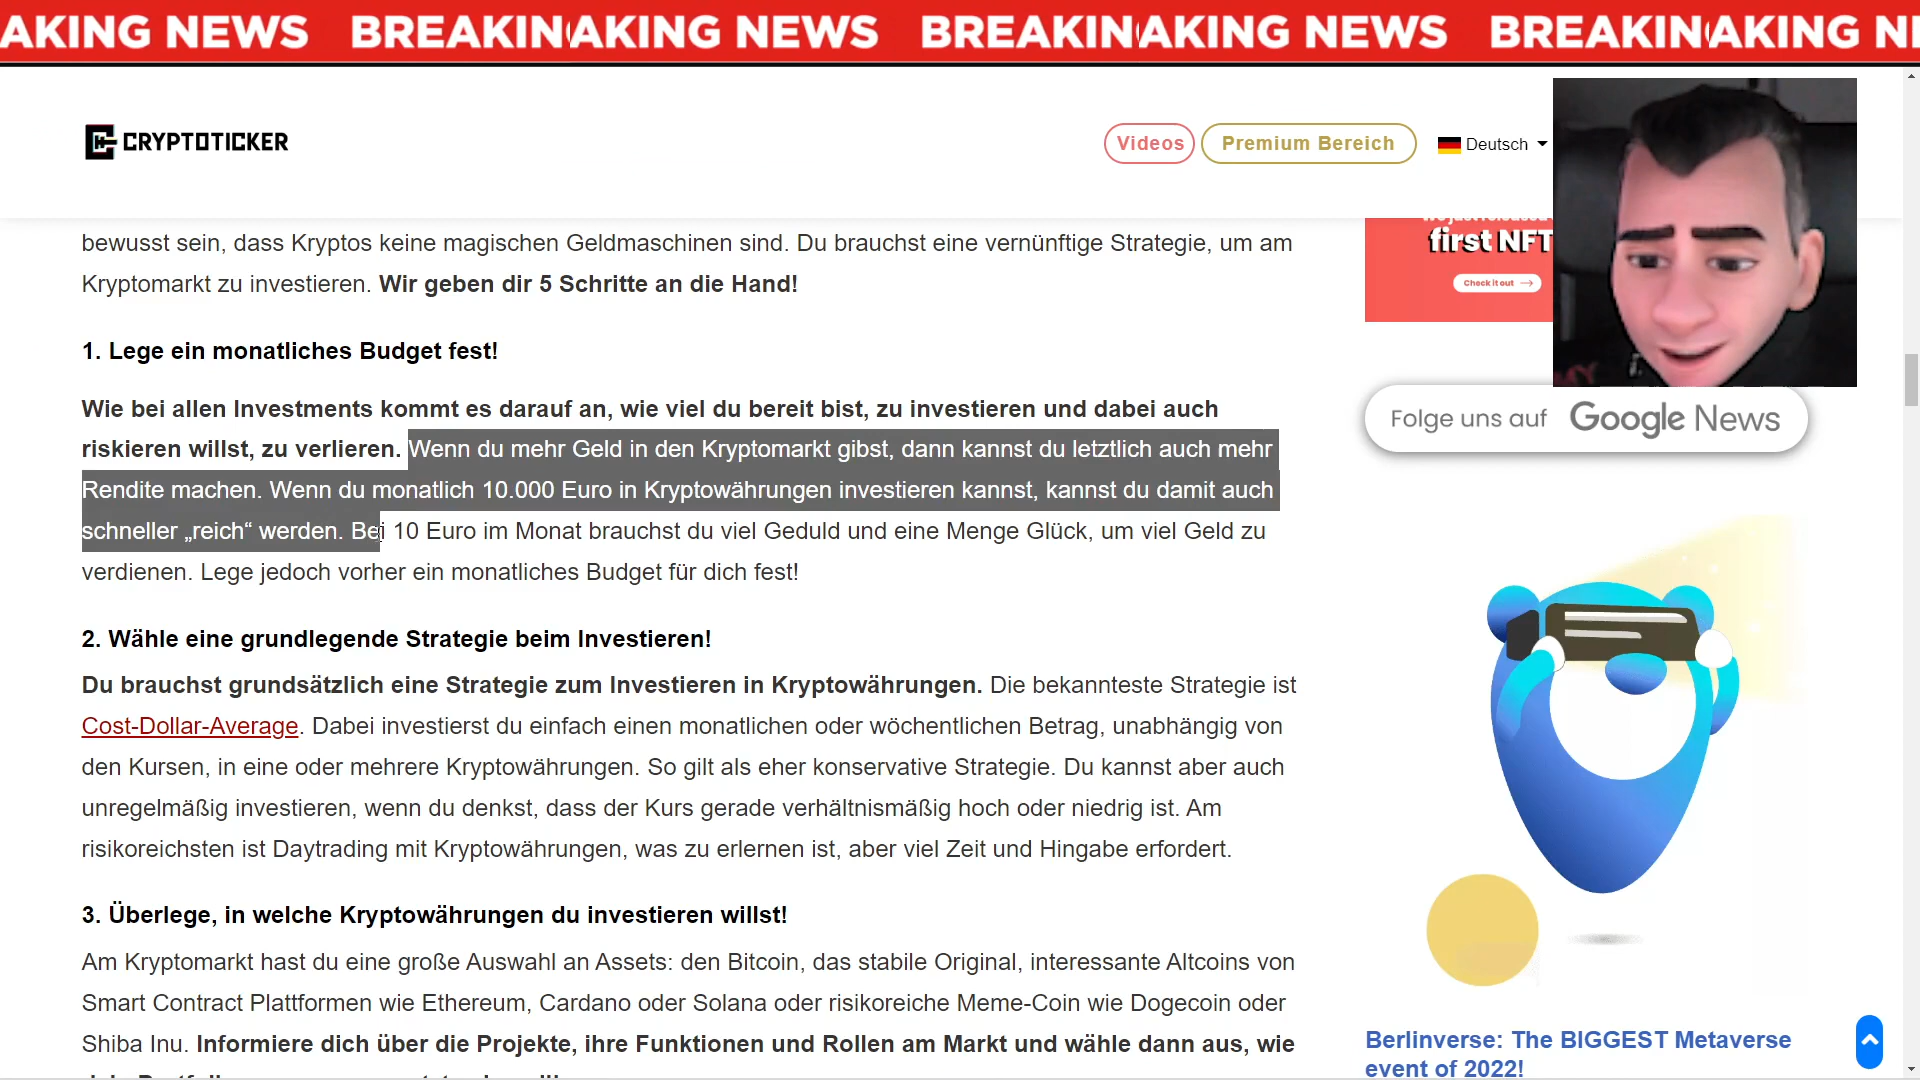 AKING NEWS BREAKIN AKING NEWS BREAKIN AKING NEWS BREAKIN AKING N
CRYPTOTICKER
Videos
Premium Bereich
Deutsch
bewusst sein, dass Kryptos keine magischen Geldmaschinen sind. Du brauchst eine vernünftige Strategie, um am
Kryptomarkt zu investieren. Wir geben dir 5 Schritte an die Hand!
first NFT
Check it out →
1. Lege ein monatliches Budget fest!
Wie bei allen Investments kommt es darauf an, wie viel du bereit bist, zu investieren und dabei auch
riskieren willst, zu verlieren. Wenn du mehr Geld in den Kryptomarkt gibst, dann kannst du letztlich auch mehr
Rendite machen. Wenn du monatlich 10.000 Euro in Kryptowährungen investieren kannst, kannst du damit auch
schneller „reich“ werden. Bei 10 Euro im Monat brauchst du viel Geduld und eine Menge Glück, um viel Geld zu
verdienen. Lege jedoch vorher ein monatliches Budget für dich fest!
Folge uns auf Google News
2. Wähle eine grundlegende Strategie beim Investieren!
Du brauchst grundsätzlich eine Strategie zum Investieren in Kryptowährungen. Die bekannteste Strategie ist
Cost-Dollar-Average. Dabei investierst du einfach einen monatlichen oder wöchentlichen Betrag, unabhängig von
den Kursen, in eine oder mehrere Kryptowährungen. So gilt als eher konservative Strategie. Du kannst aber auch
unregelmäßig investieren, wenn du denkst, dass der Kurs gerade verhältnismäßig hoch oder niedrig ist. Am
risikoreichsten ist Daytrading mit Kryptowährungen, was zu erlernen ist, aber viel Zeit und Hingabe erfordert.
3. Überlege, in welche Kryptowährungen du investieren willst!
Am Kryptomarkt hast du eine große Auswahl an Assets: den Bitcoin, das stabile Original, interessante Altcoins von
Smart Contract Plattformen wie Ethereum, Cardano oder Solana oder risikoreiche Meme-Coin wie Dogecoin oder
Shiba Inu. Informiere dich über die Projekte, ihre Funktionen und Rollen am Markt und wähle dann aus, wie
Berlinverse: The BIGGEST Metaverse
event of 2022!